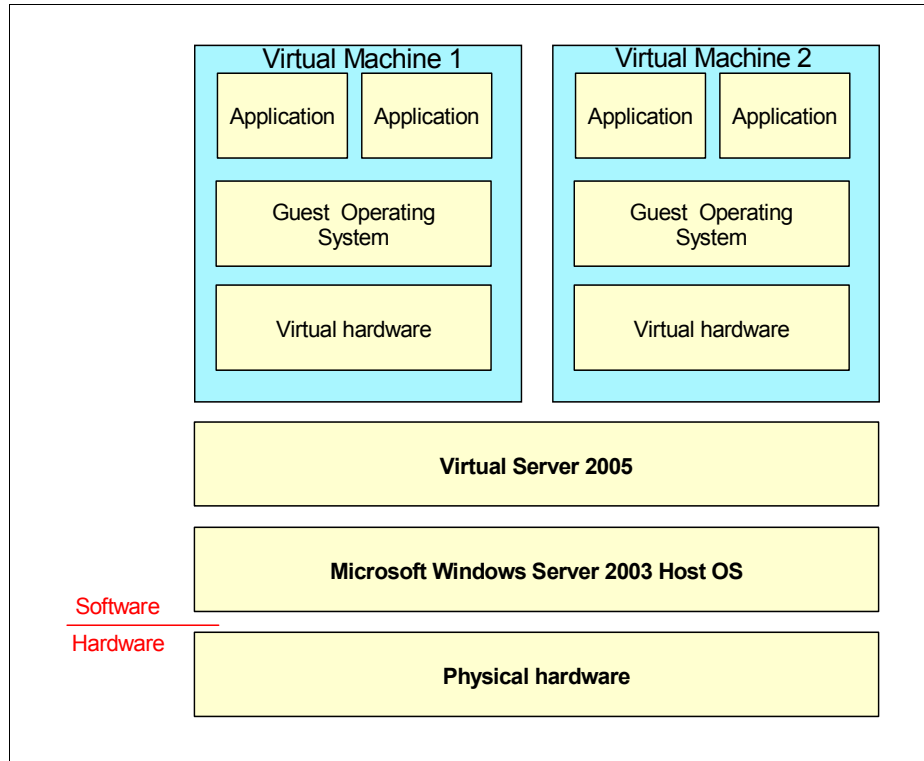 Virtual Machine 1
Application
Application
Guest Operating
System
Virtual hardware
Virtual Machine 2
Application
Application
Guest Operating
System
Virtual hardware
Virtual Server 2005
Microsoft Windows Server 2003 Host OS
Software
Hardware
Physical hardware